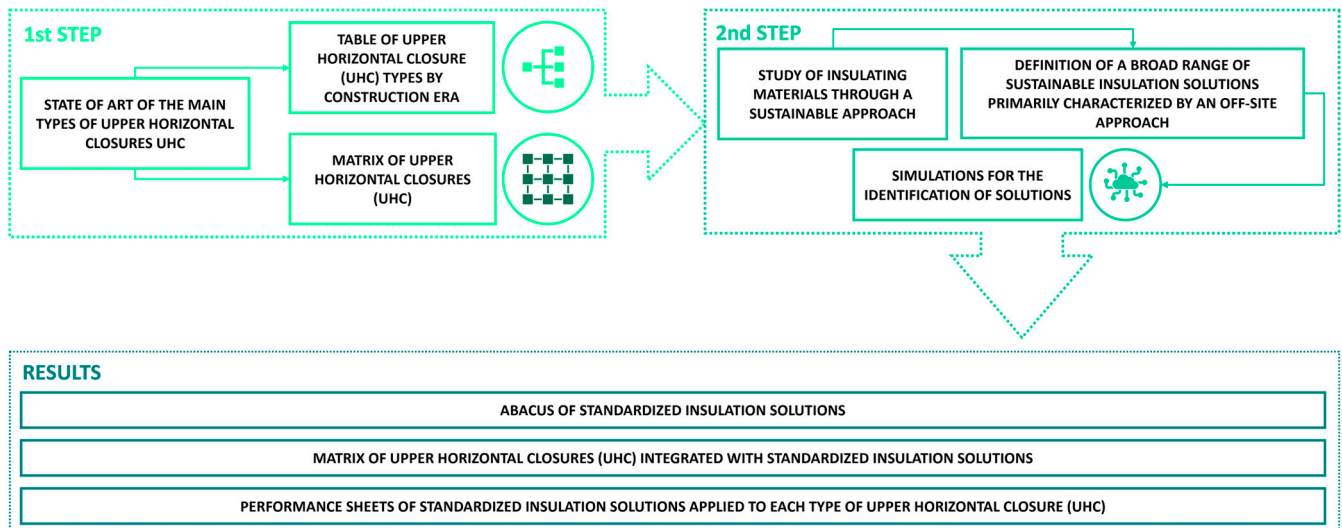 1st STEP
STATE OF ART OF THE MAIN
TYPES OF UPPER HORIZONTAL
CLOSURES UHC
TABLE OF UPPER
HORIZONTAL CLOSURE
(UHC) TYPES BY
CONSTRUCTION ERA
MATRIX OF UPPER
HORIZONTAL CLOSURES
(UHC)
2nd STEP
STUDY OF INSULATING
MATERIALS THROUGH A
SUSTAINABLE APPROACH
DEFINITION OF A BROAD RANGE OF
SUSTAINABLE INSULATION SOLUTIONS
PRIMARILY CHARACTERIZED BY AN OFF-SITE
APPROACH
SIMULATIONS FOR THE
IDENTIFICATION OF SOLUTIONS
RESULTS
ABACUS OF STANDARDIZED INSULATION SOLUTIONS
MATRIX OF UPPER HORIZONTAL CLOSURES (UHC) INTEGRATED WITH STANDARDIZED INSULATION SOLUTIONS
PERFORMANCE SHEETS OF STANDARDIZED INSULATION SOLUTIONS APPLIED TO EACH TYPE OF UPPER HORIZONTAL CLOSURE (UHC)